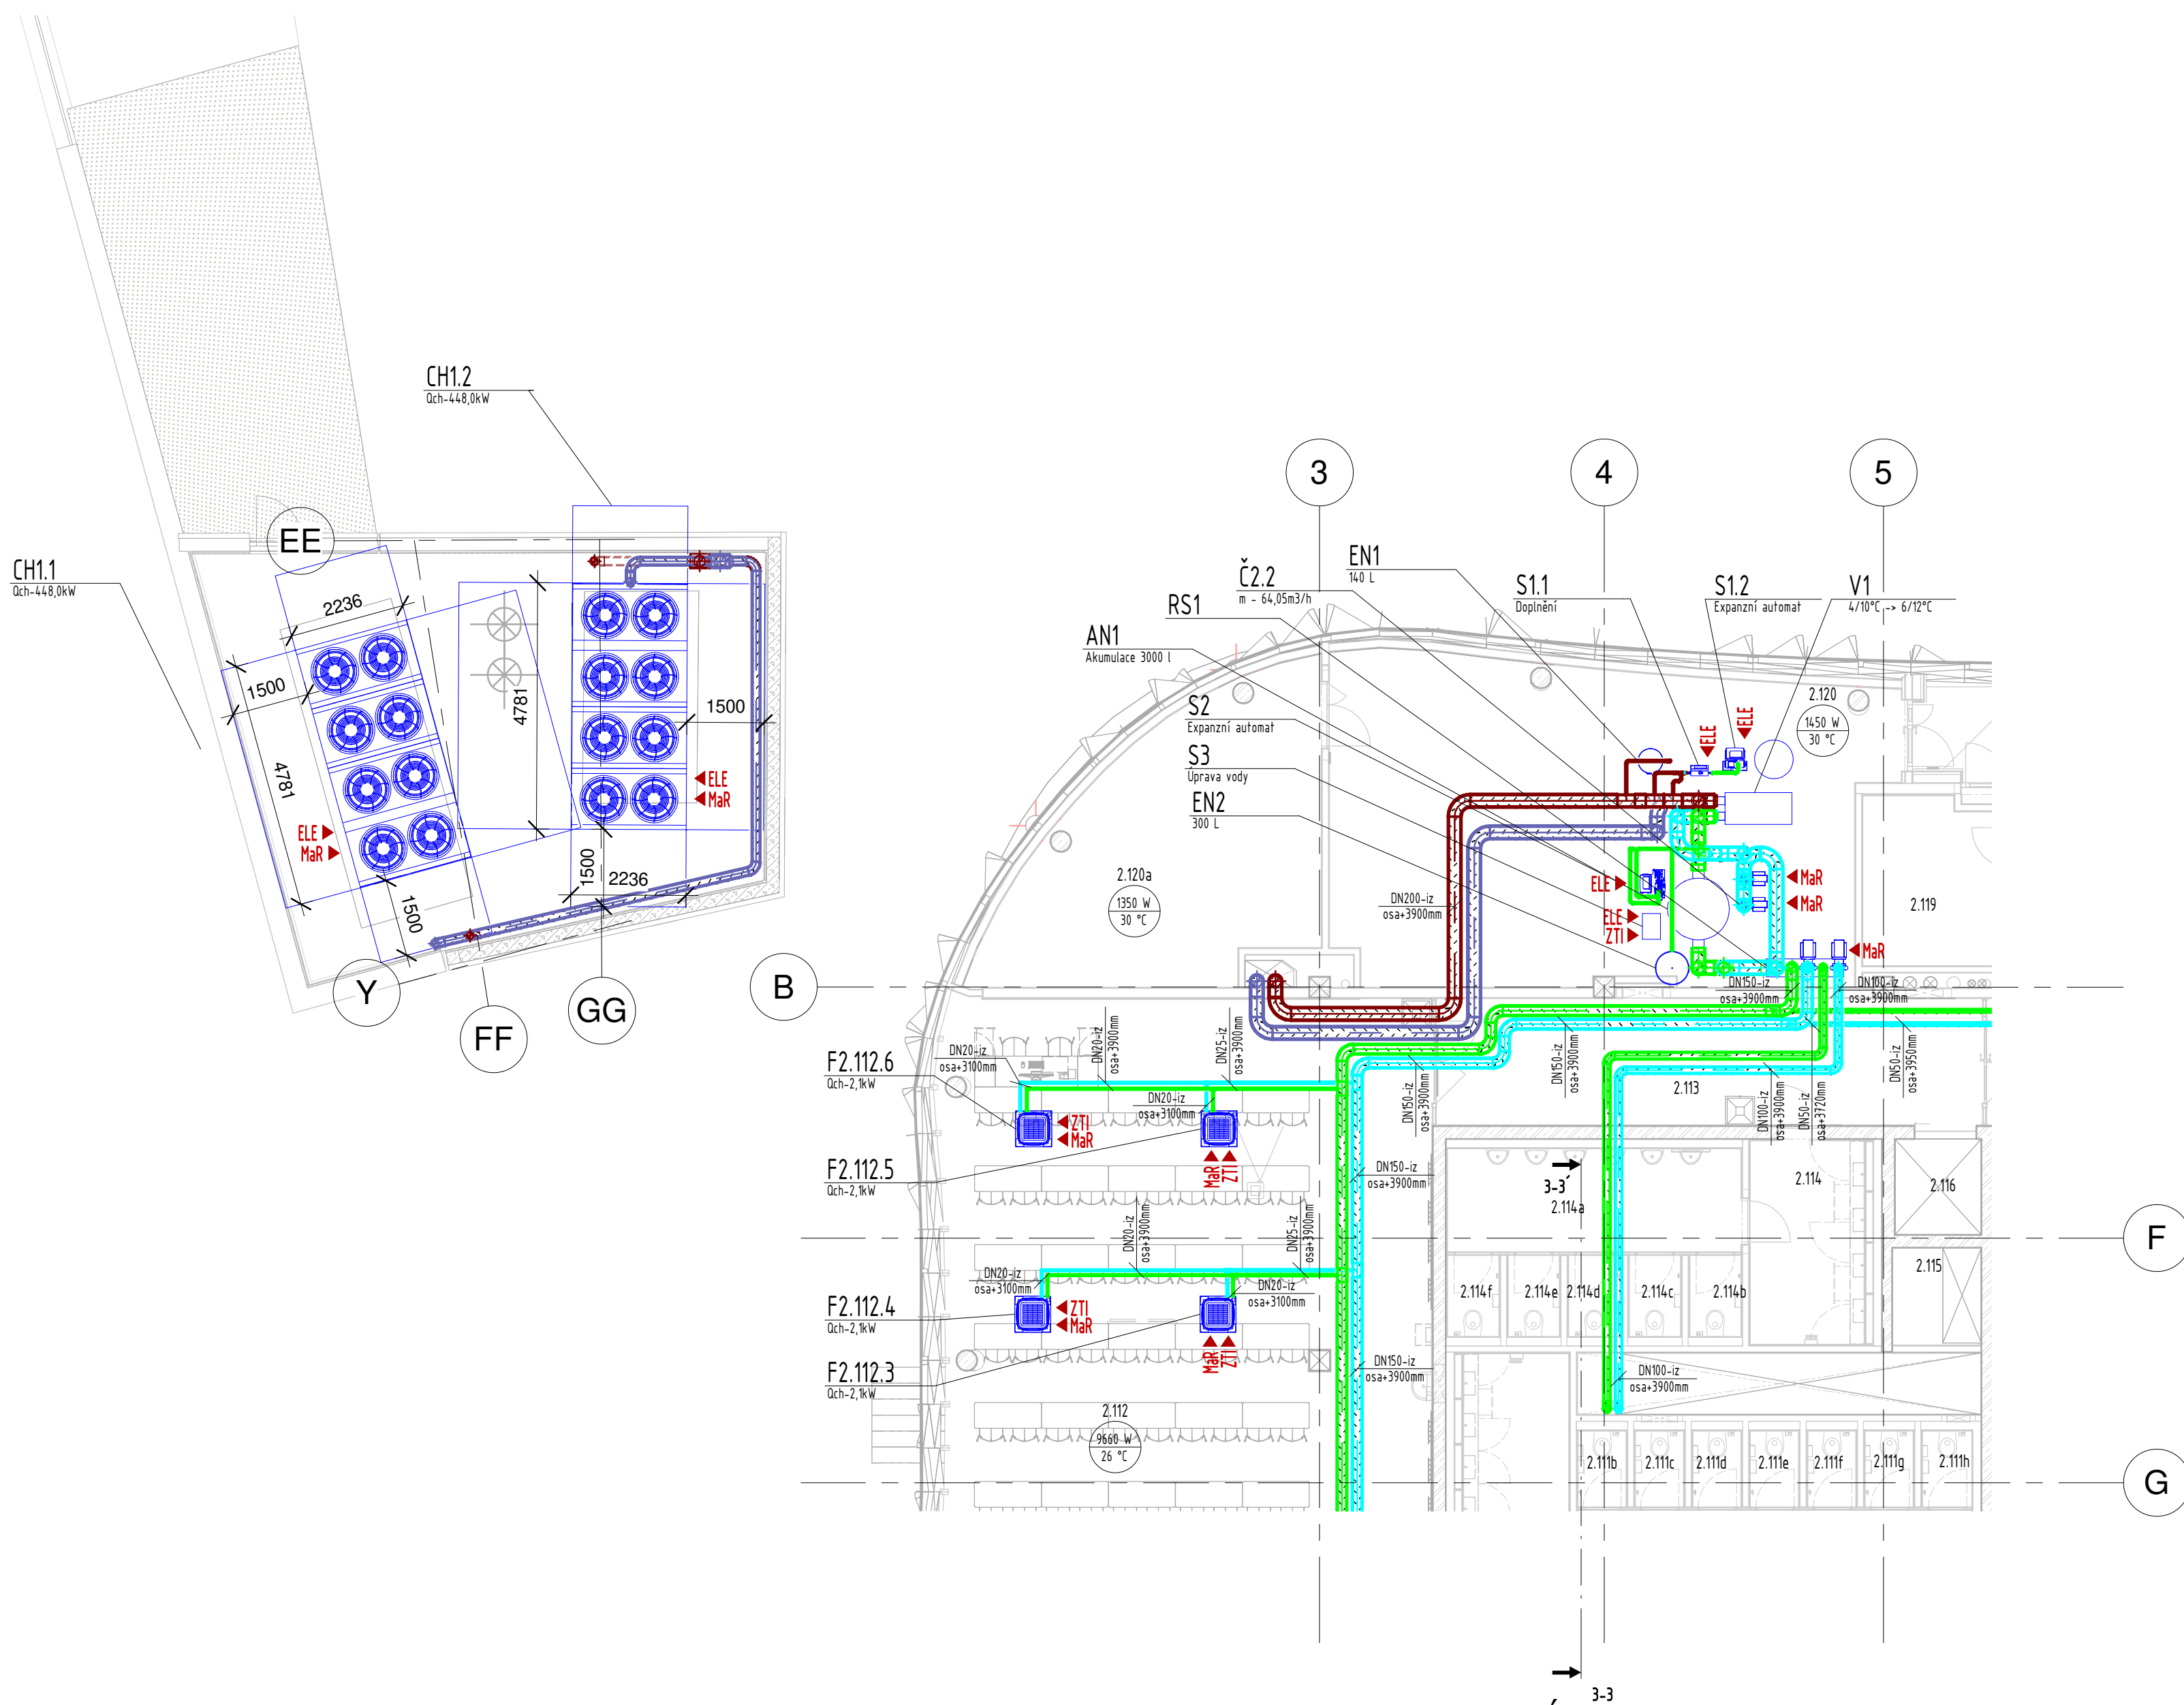 CH1.2
Qch-448,0kW
CH1.1
Qch-448,0kW
EE
2236
1500
4781
4781
1500
ELE
MaR
ELE
MaR
1500
1500
2236
Y
FF
GG
3
4
5
B
F
G
EN1
140 L
Č2.2
m - 64,05m3/h
RS1
AN1
Akumulace 3000 l
S2
Expanzní automat
S3
Úprava vody
EN2
300 L
S1.1
Doplnění
S1.2
Expanzní automat
V1
4/10°C -> 6/12°C
ELE
ELE
2.120
1450 W
30 °C
2.120a
1350 W
30 °C
DN200-iz
osa+3900mm
ELE
ELE
ZTI
MaR
MaR
MaR
2.119
DN150-iz
osa+3900mm
DN100-iz
osa+3900mm
F2.112.6
Qch-2,1kW
DN20-iz
osa+3100mm
DN20-iz
osa+3900mm
DN25-iz
osa+3900mm
DN20-iz
osa+3100mm
ZTI
MaR
MaR
ZTI
F2.112.5
Qch-2,1kW
DN150-iz
osa+3900mm
DN150-iz
osa+3900mm
2.113
DN100-iz
osa+3900mm
DN50-iz
osa+3720mm
DN50-iz
osa+3950mm
DN150-iz
osa+3900mm
3-3´
2.114a
2.114
2.116
2.115
DN20-iz
osa+3900mm
DN25-iz
osa+3900mm
DN20-iz
osa+3100mm
DN20-iz
osa+3100mm
F2.112.4
Qch-2,1kW
ZTI
MaR
MaR
ZTI
F2.112.3
Qch-2,1kW
2.114f
2.114e
2.114d
2.114c
2.114b
DN150-iz
osa+3900mm
DN100-iz
osa+3900mm
2.112
9660 W
26 °C
2.111b
2.111c
2.111d
2.111e
2.111f
2.111g
2.111h
3-3